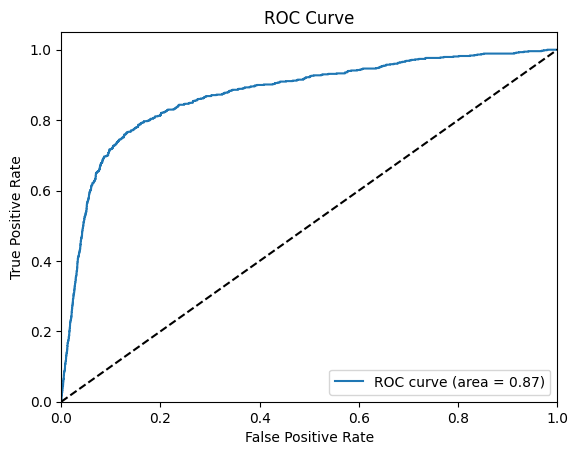 ROC Curve
1.0
0.8
0.6
0.4
0.2
0.0
True Positive Rate
ROC curve (area = 0.87)
0.0 0.2 0.4 0.6 0.8 1.0
False Positive Rate